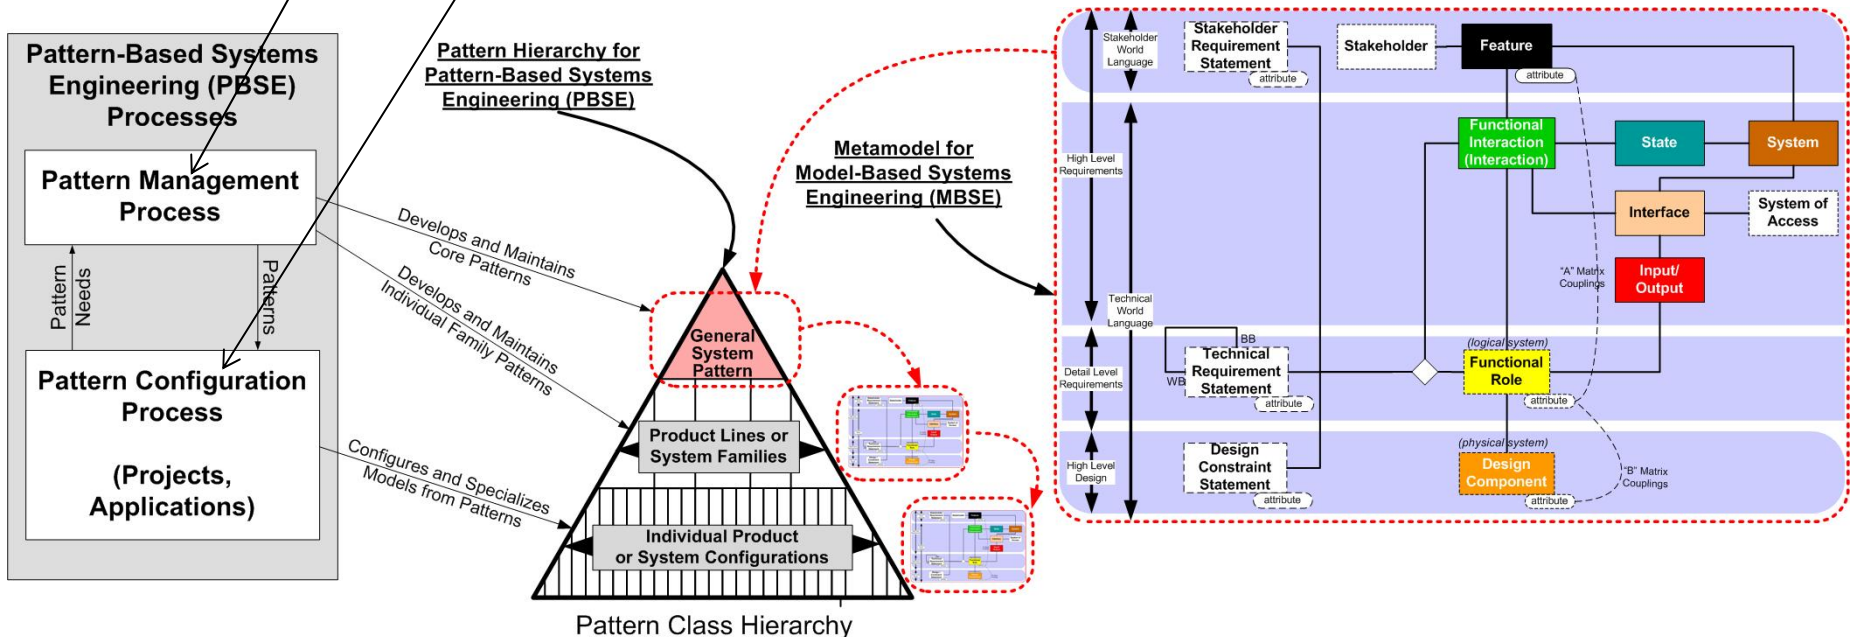 Pattern-Based Systems
Engineering (PBSE)
Processes
Pattern Management
Process
Pattern
Needs
Patterns
Pattern Configuration
Process
(Projects,
Applications)
Pattern Hierarchy for
Pattern-Based Systems
Engineering (PBSE)
Develops and Maintains
Core Patterns
Develops and Maintains
Individual Family Patterns
Configures and Specializes
Models from Patterns
General
System
Pattern
Product Lines or
System Families
Individual Product
or System Configurations
Pattern Class Hierarchy
Metamodel for
Model-Based Systems
Engineering (MBSE)
Stakeholder
World
Language
High Level
Requirements
Technical
World
Language
Detail Level
Requirements
High Level
Design
Stakeholder
Requirement
Statement
attribute
Stakeholder
Feature
attribute
Functional
Interaction
(Interaction)
State
System
Interface
System of
Access
Input/
Output
"A" Matrix
Couplings
BB
WB
Technical
Requirement
Statement
attribute
(logical system)
Functional
Role
attribute
Design
Constraint
Statement
attribute
(physical system)
Design
Component
attribute
"B" Matrix
Couplings